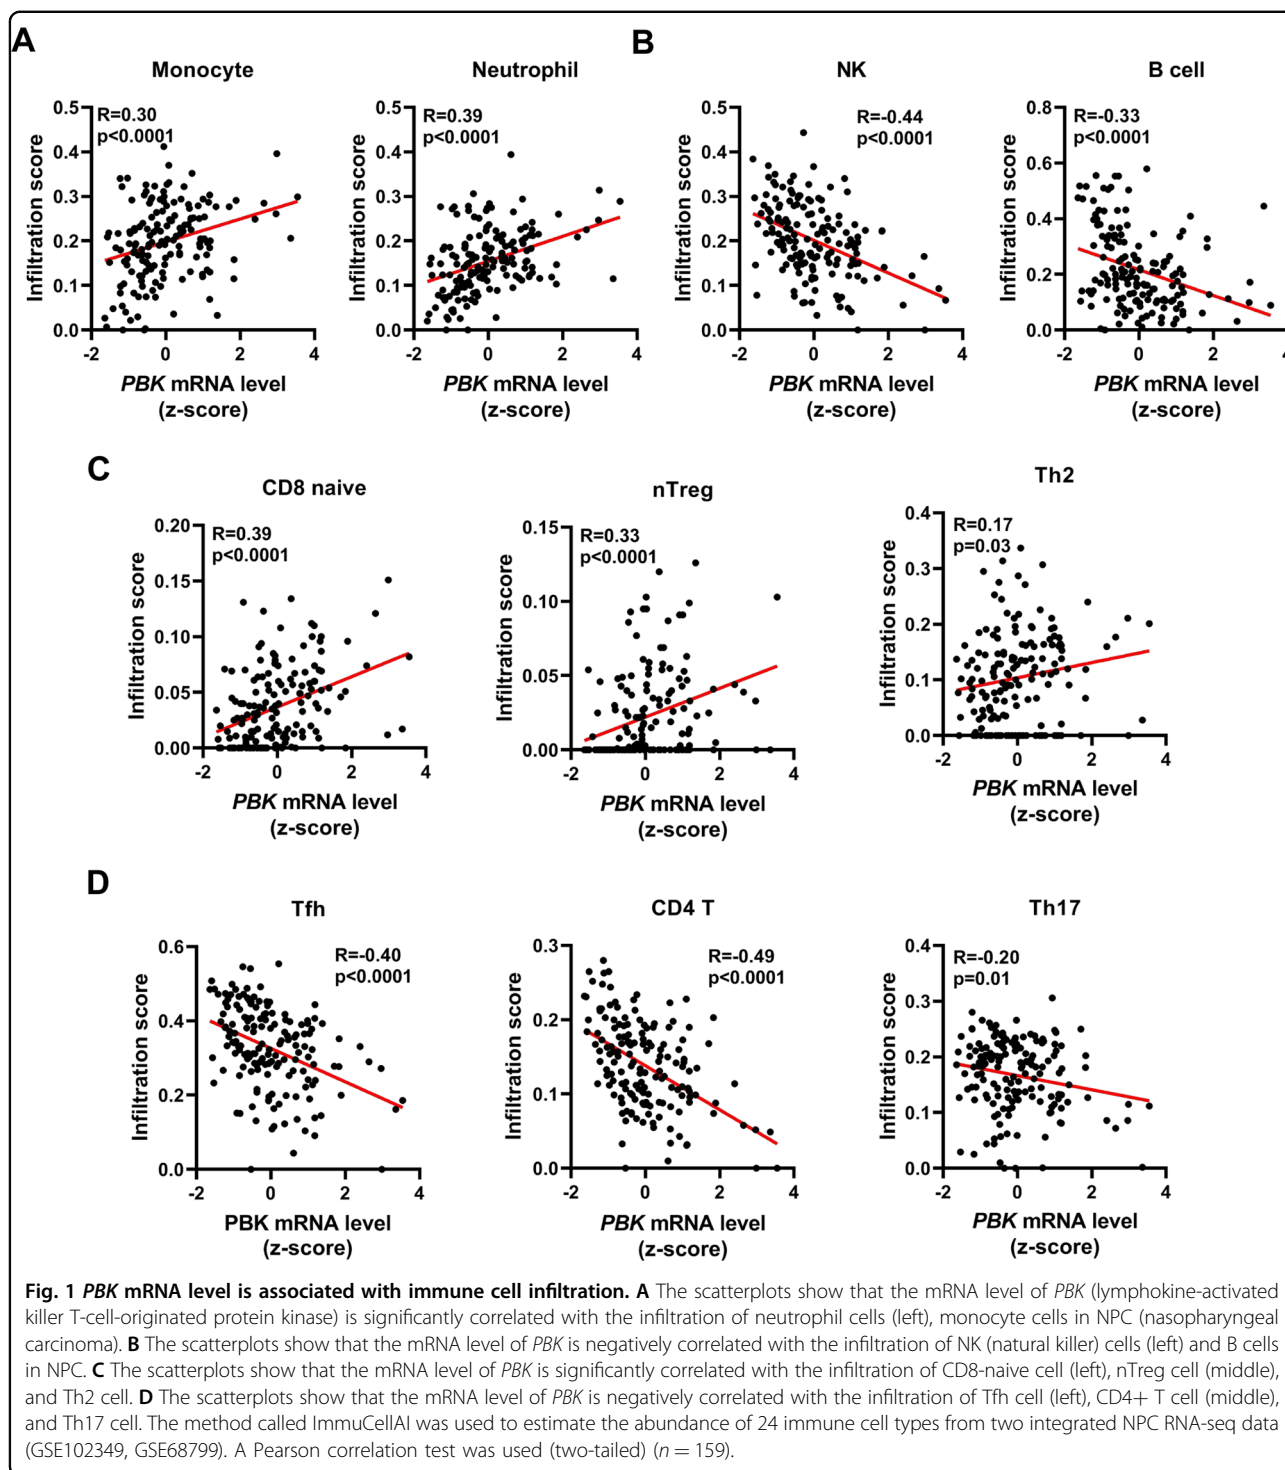 A
B
Monocyte
Neutrophil
NK
B cell
R=0.30
p<0.0001
R=0.39
p<0.0001
R=-0.44
p<0.0001
R=-0.33
p<0.0001
Infiltration score
0.5
0.4
0.3
0.2
0.1
0.0
-2 0 2 4
PBK mRNA level
(z-score)
Infiltration score
0.5
0.4
0.3
0.2
0.1
0.0
-2 0 2 4
PBK mRNA level
(z-score)
Infiltration score
0.5
0.4
0.3
0.2
0.1
0.0
-2 0 2 4
PBK mRNA level
(z-score)
Infiltration score
0.8
0.6
0.4
0.2
0.0
-2 0 2 4
PBK mRNA level
(z-score)
C
CD8 naive
nTreg
Th2
R=0.39
p<0.0001
R=0.33
p<0.0001
R=0.17
p=0.03
Infiltration score
0.20
0.15
0.10
0.05
0.00
-2 0 2 4
PBK mRNA level
(z-score)
Infiltration score
0.15
0.10
0.05
0.00
-2 0 2 4
PBK mRNA level
(z-score)
Infiltration score
0.4
0.3
0.2
0.1
0.0
-2 0 2 4
PBK mRNA level
(z-score)
D
Tfh
CD4 T
Th17
R=-0.40
p<0.0001
R=-0.49
p<0.0001
R=-0.20
p=0.01
Infiltration score
0.6
0.4
0.2
0.0
-2 0 2 4
PBK mRNA level
(z-score)
Infiltration score
0.3
0.2
0.1
0.0
-2 0 2 4
PBK mRNA level
(z-score)
Infiltration score
0.4
0.3
0.2
0.1
0.0
-2 0 2 4
PBK mRNA level
(z-score)
Fig. 1 PBK mRNA level is associated with immune cell infiltration. A The scatterplots show that the mRNA level of PBK (lymphokine-activated
killer T-cell-originated protein kinase) is significantly correlated with the infiltration of neutrophil cells (left), monocyte cells in NPC (nasopharyngeal
carcinoma). B The scatterplots show that the mRNA level of PBK is negatively correlated with the infiltration of NK (natural killer) cells (left) and B cells
in NPC. C The scatterplots show that the mRNA level of PBK is significantly correlated with the infiltration of CD8-naive cell (left), nTreg cell (middle),
and Th2 cell. D The scatterplots show that the mRNA level of PBK is negatively correlated with the infiltration of Tfh cell (left), CD4+ T cell (middle),
and Th17 cell. The method called ImmuCellAI was used to estimate the abundance of 24 immune cell types from two integrated NPC RNA-seq data
(GSE102349, GSE68799). A Pearson correlation test was used (two-tailed) (n = 159).